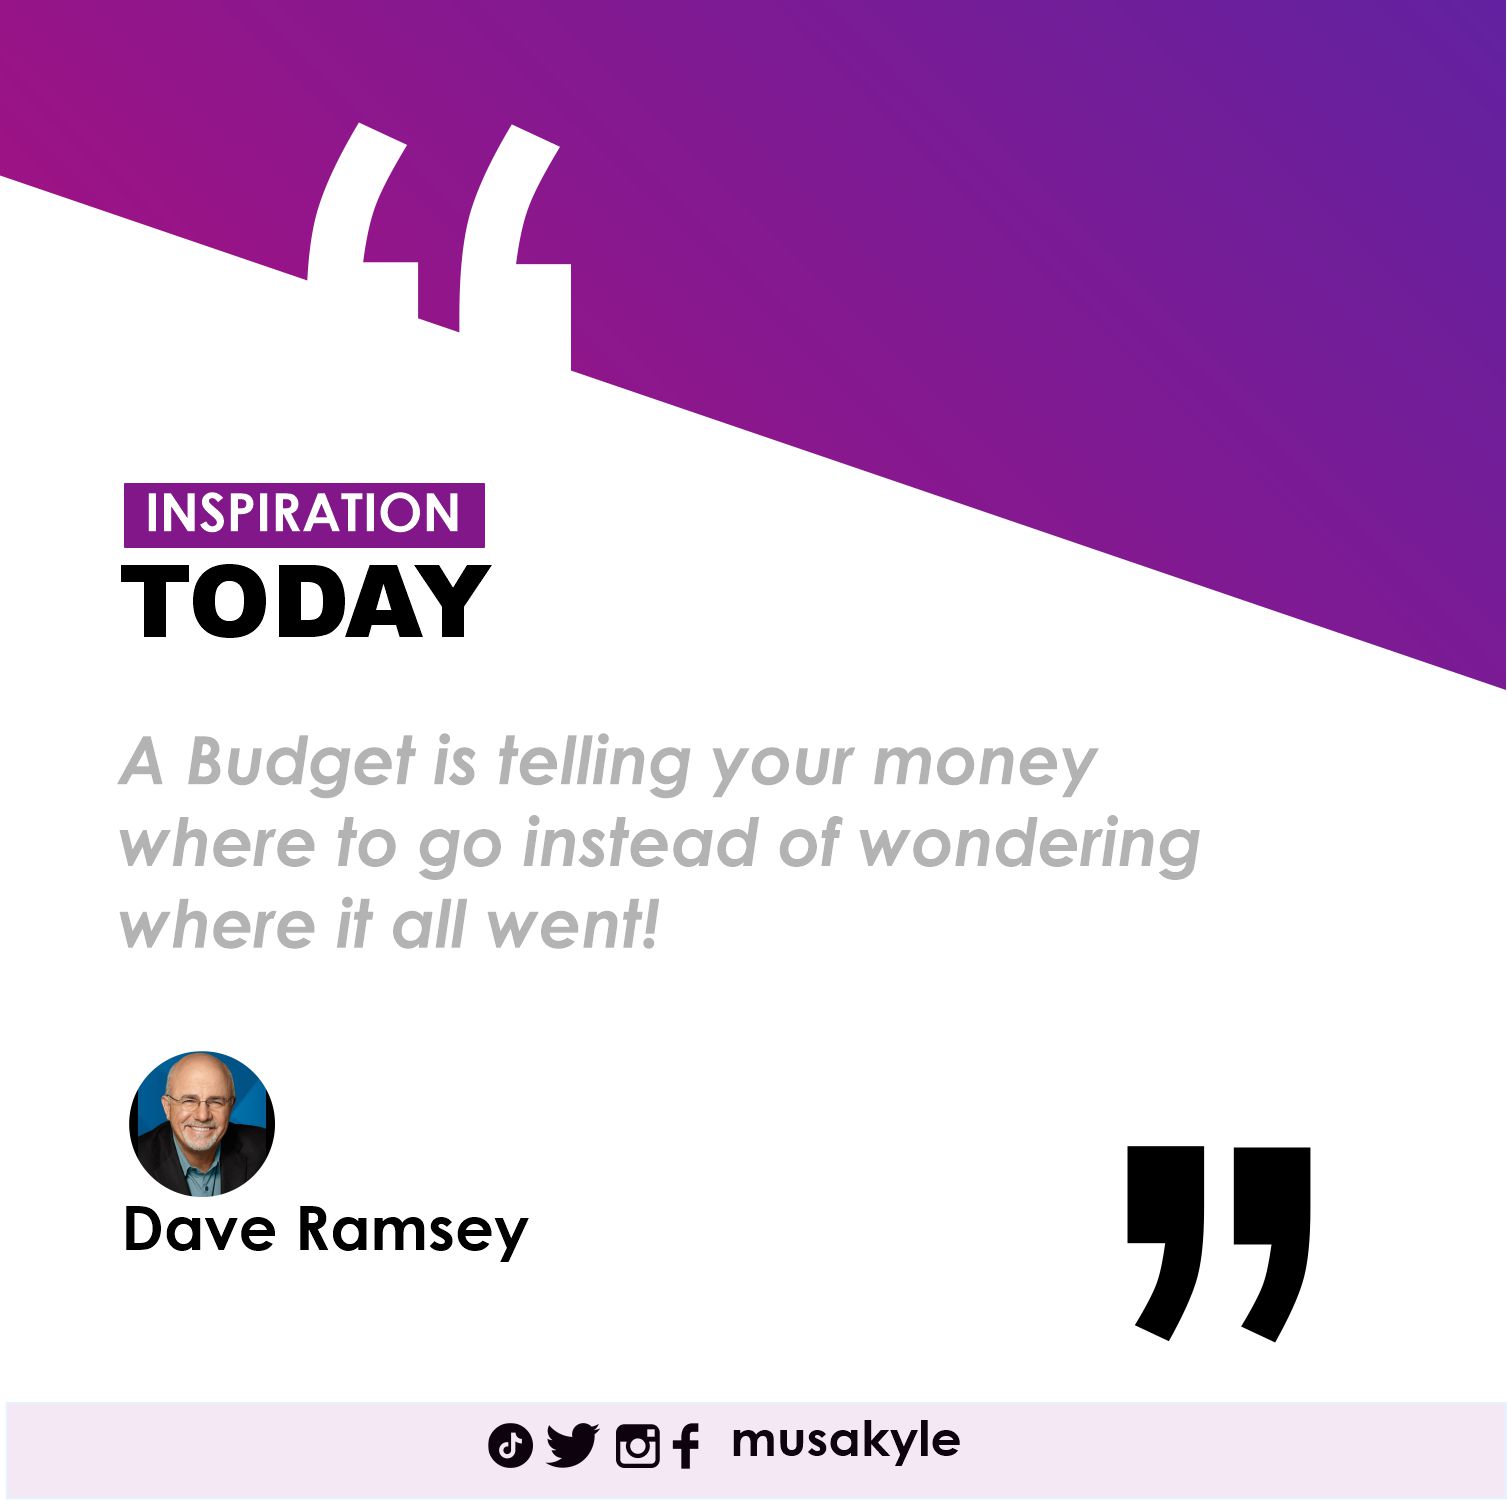 “
INSPIRATION
TODAY
A Budget is telling your money
where to go instead of wondering
where it all went!
Dave Ramsey
”
musakyle